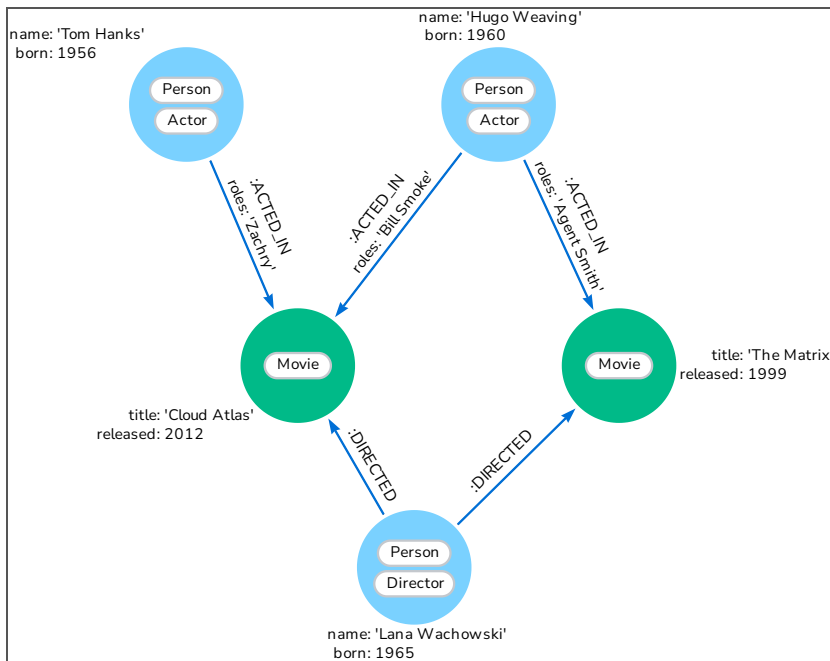 name: 'Tom Hanks'
born: 1956
name: 'Hugo Weaving'
born: 1960
Person
Actor
Person
Actor
:ACTED_IN
roles: 'Zachry'
:ACTED_IN
roles: 'Bill Smoke'
:ACTED_IN
roles: 'Agent Smith'
Movie
Movie
title: 'The Matrix
released: 1999
title: 'Cloud Atlas'
released: 2012
:DIRECTED
:DIRECTED
Person
Director
name: 'Lana Wachowski'
born: 1965